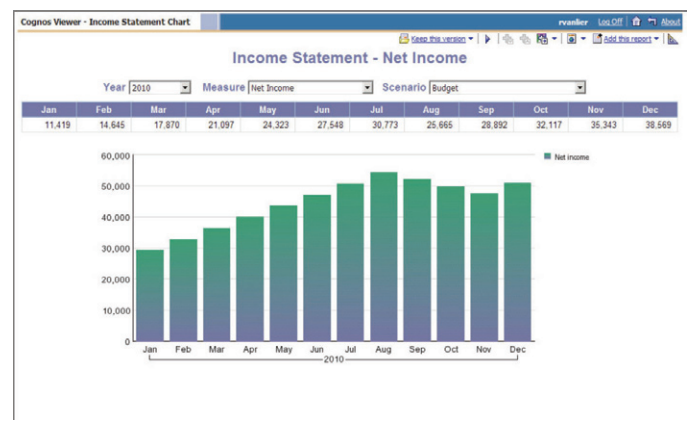 Cognos Viewer - Income Statement Chart rvanlier Log Off About
Keep this version Add this report
Income Statement - Net Income
Year 2010 Measure Net Income Scenario Budget
Jan Feb Mar Apr May Jun Jul Aug Sep Oct Nov Dec
11,419 14,645 17,870 21,097 24,323 27,548 30,773 25,665 28,892 32,117 35,343 38,569
60,000
Net income
50,000
40,000
30,000
20,000
10,000
0
Jan Feb Mar Apr May Jun Jul Aug Sep Oct Nov Dec
2010